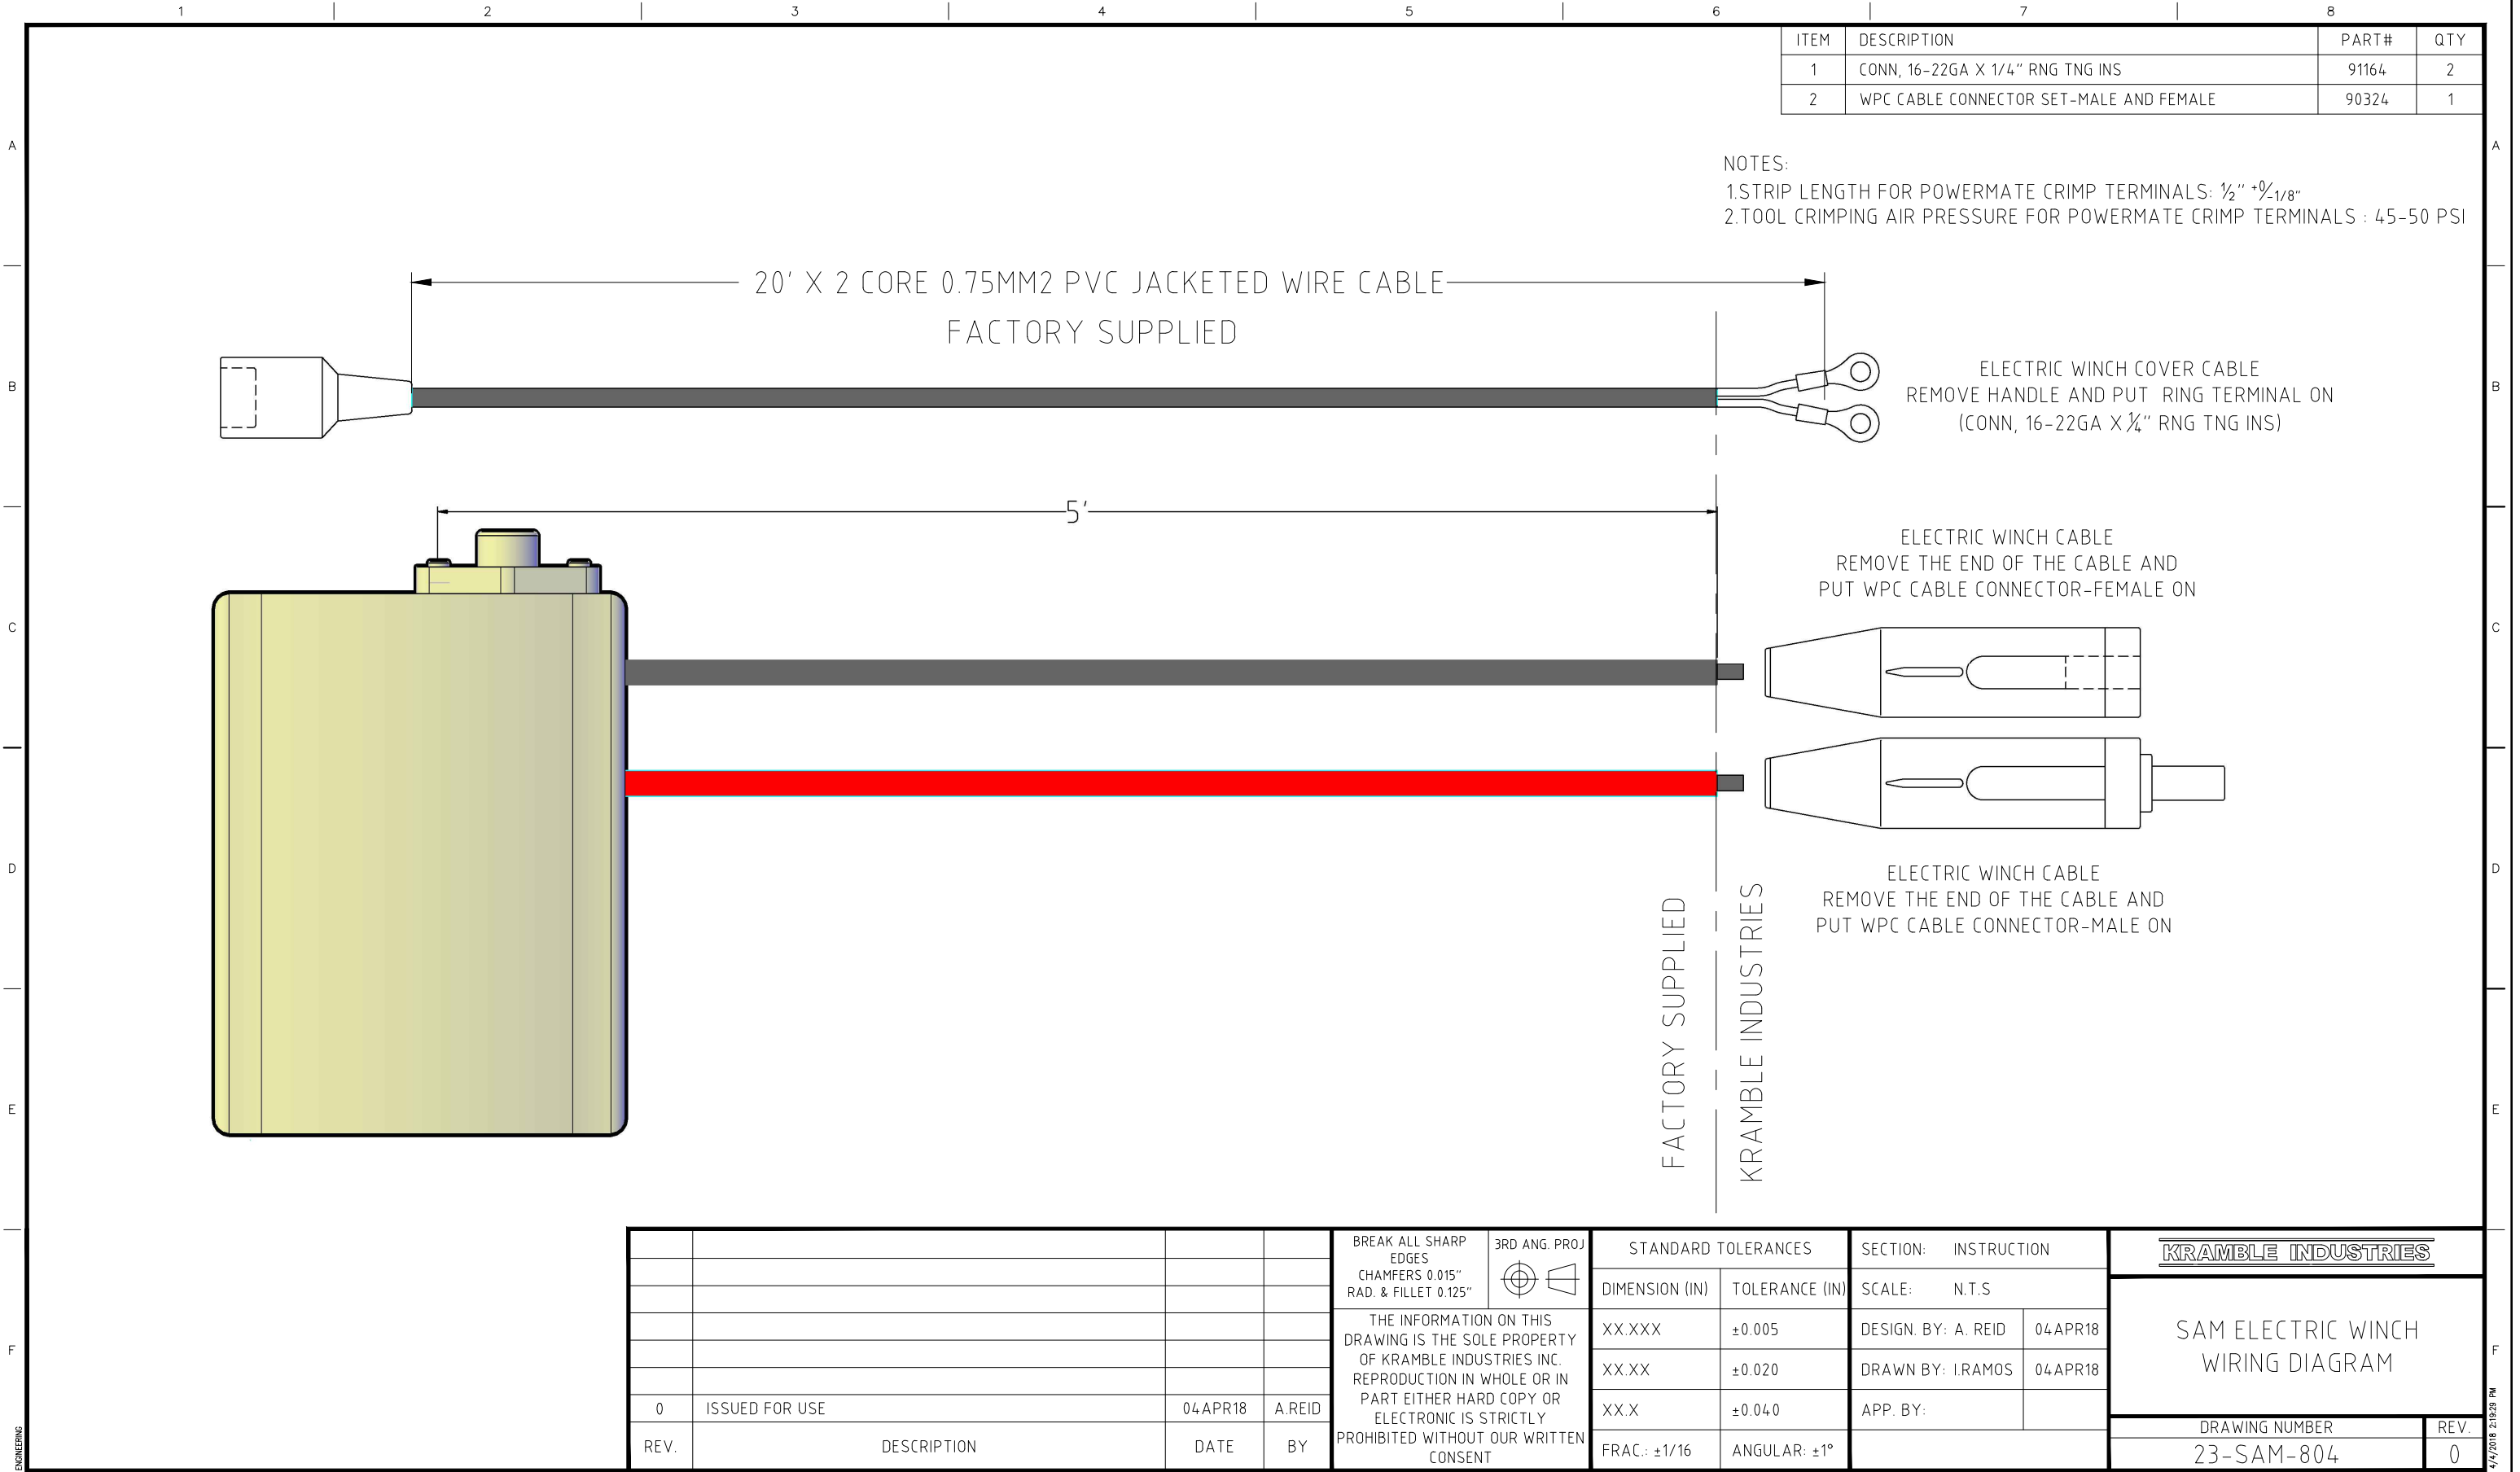 1 2 3 4 5 6 7 8
ITEM DESCRIPTION PART# QTY
1 CONN, 16-22GA X 1/4" RNG TNG INS 91164 2
2 WPC CABLE CONNECTOR SET-MALE AND FEMALE 90324 1
A A
NOTES:
1.STRIP LENGTH FOR POWERMATE CRIMP TERMINALS: ½" +0/-1/8"
2.TOOL CRIMPING AIR PRESSURE FOR POWERMATE CRIMP TERMINALS : 45-50 PSI
20' X 2 CORE 0.75MM2 PVC JACKETED WIRE CABLE
FACTORY SUPPLIED
B B
ELECTRIC WINCH COVER CABLE
REMOVE HANDLE AND PUT RING TERMINAL ON
(CONN, 16-22GA X ¼" RNG TNG INS)
5'
ELECTRIC WINCH CABLE
REMOVE THE END OF THE CABLE AND
PUT WPC CABLE CONNECTOR-FEMALE ON
C C
D D
ELECTRIC WINCH CABLE
REMOVE THE END OF THE CABLE AND
PUT WPC CABLE CONNECTOR-MALE ON
FACTORY SUPPLIED
KRAMBLE INDUSTRIES
E E
F F
0 ISSUED FOR USE 04APR18 A.REID
REV. DESCRIPTION DATE BY
BREAK ALL SHARP
EDGES
CHAMFERS 0.015"
RAD. & FILLET 0.125"
3RD ANG. PROJ
THE INFORMATION ON THIS
DRAWING IS THE SOLE PROPERTY
OF KRAMBLE INDUSTRIES INC.
REPRODUCTION IN WHOLE OR IN
PART EITHER HARD COPY OR
ELECTRONIC IS STRICTLY
PROHIBITED WITHOUT OUR WRITTEN
CONSENT
STANDARD TOLERANCES
DIMENSION (IN) TOLERANCE (IN)
XX.XXX ±0.005
XX.XX ±0.020
XX.X ±0.040
FRAC.: ±1/16 ANGULAR: ±1°
SECTION: INSTRUCTION
SCALE: N.T.S
DESIGN. BY: A. REID 04APR18
DRAWN BY: I.RAMOS 04APR18
APP. BY:
KRAMBLE INDUSTRIES
SAM ELECTRIC WINCH
WIRING DIAGRAM
DRAWING NUMBER REV.
23-SAM-804 0
ENGINEERING
4/4/2018 2:19:29 PM